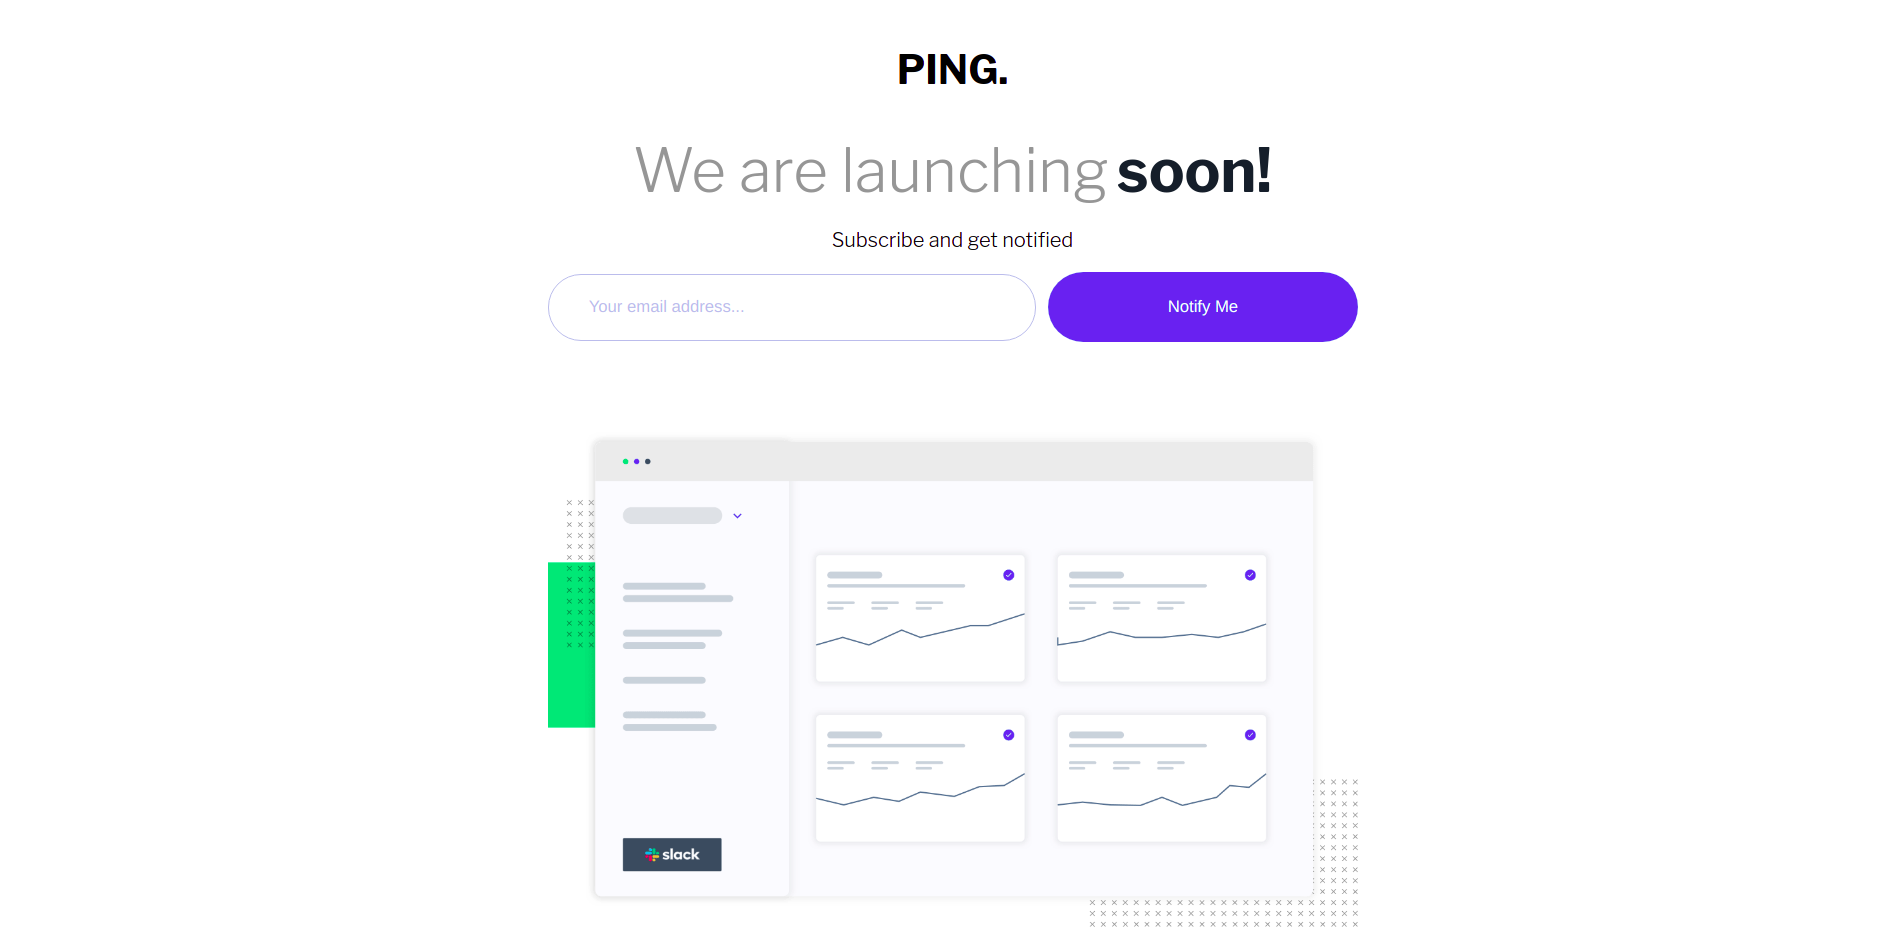 PING.
We are launching soon!
Subscribe and get notified
Your email address...
Notify Me
slack